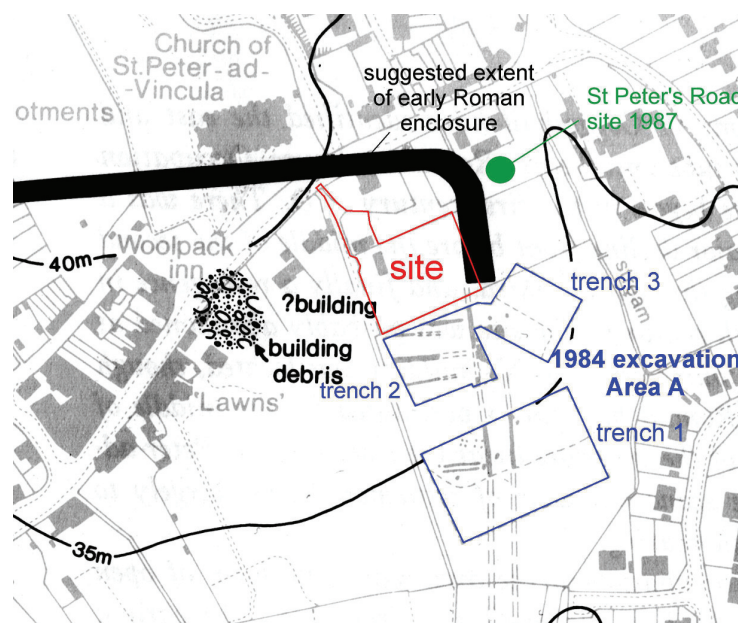 Church of
St.Peter-ad-
-Vincula
otments
suggested extent
of early Roman
enclosure
St Peter's Road
site 1987
40m
Woolpack
inn
site
?building
building
debris
stream
trench 3
1984 excavation
Area A
trench 2
'Lawns'
trench 1
35m